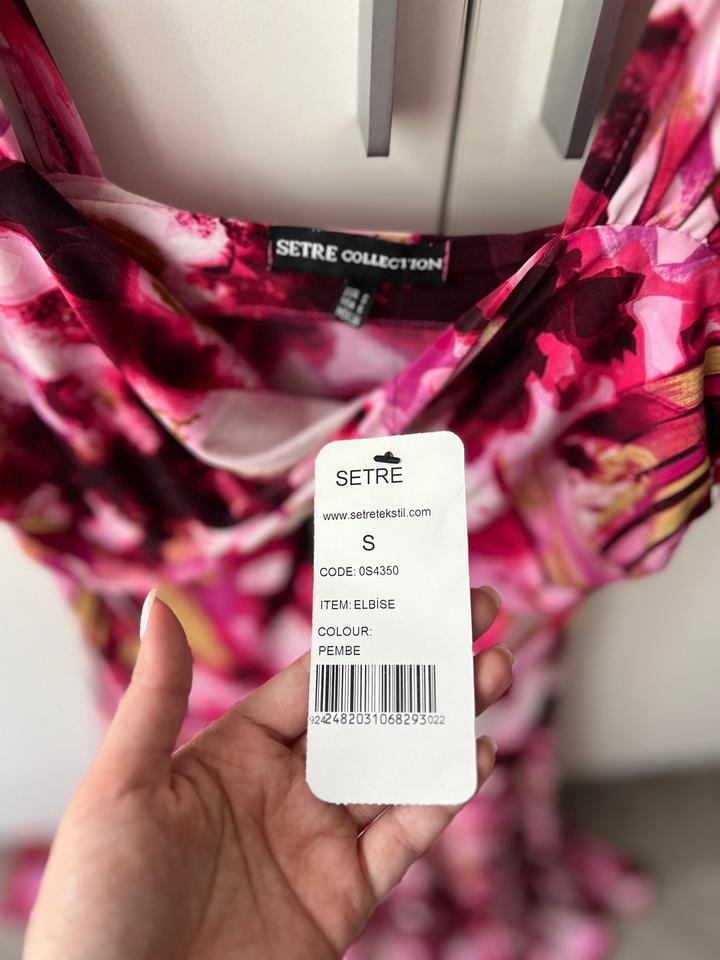 SETRE COLLECTION
SETRE
www.setretekstil.com
S
CODE: 0S4350
ITEM: ELBİSE
COLOUR:
PEMBE
9242482031068293022